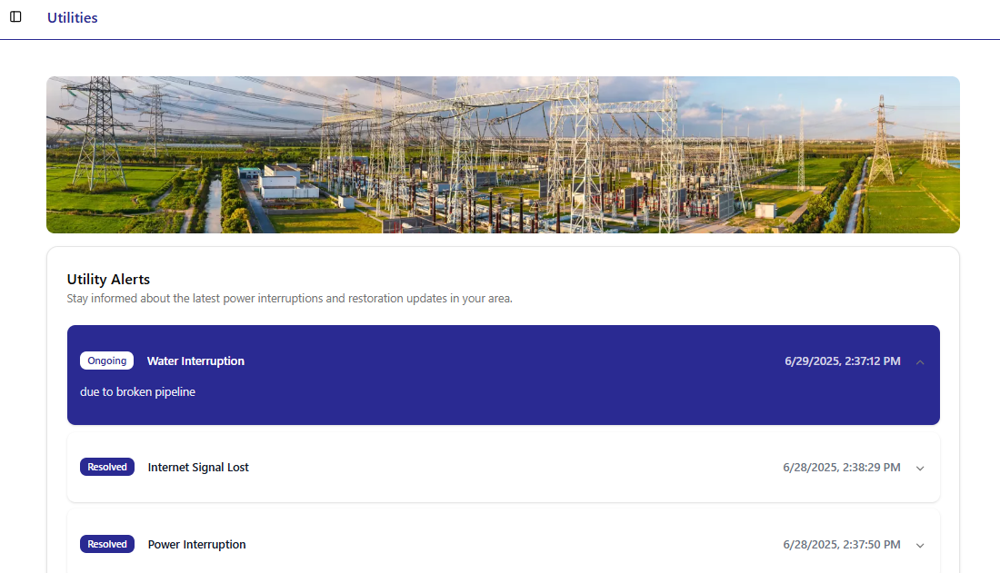 Utilities
Utility Alerts
Stay informed about the latest power interruptions and restoration updates in your area.
Ongoing Water Interruption 6/29/2025, 2:37:12 PM
due to broken pipeline
Resolved Internet Signal Lost 6/28/2025, 2:38:29 PM
Resolved Power Interruption 6/28/2025, 2:37:50 PM